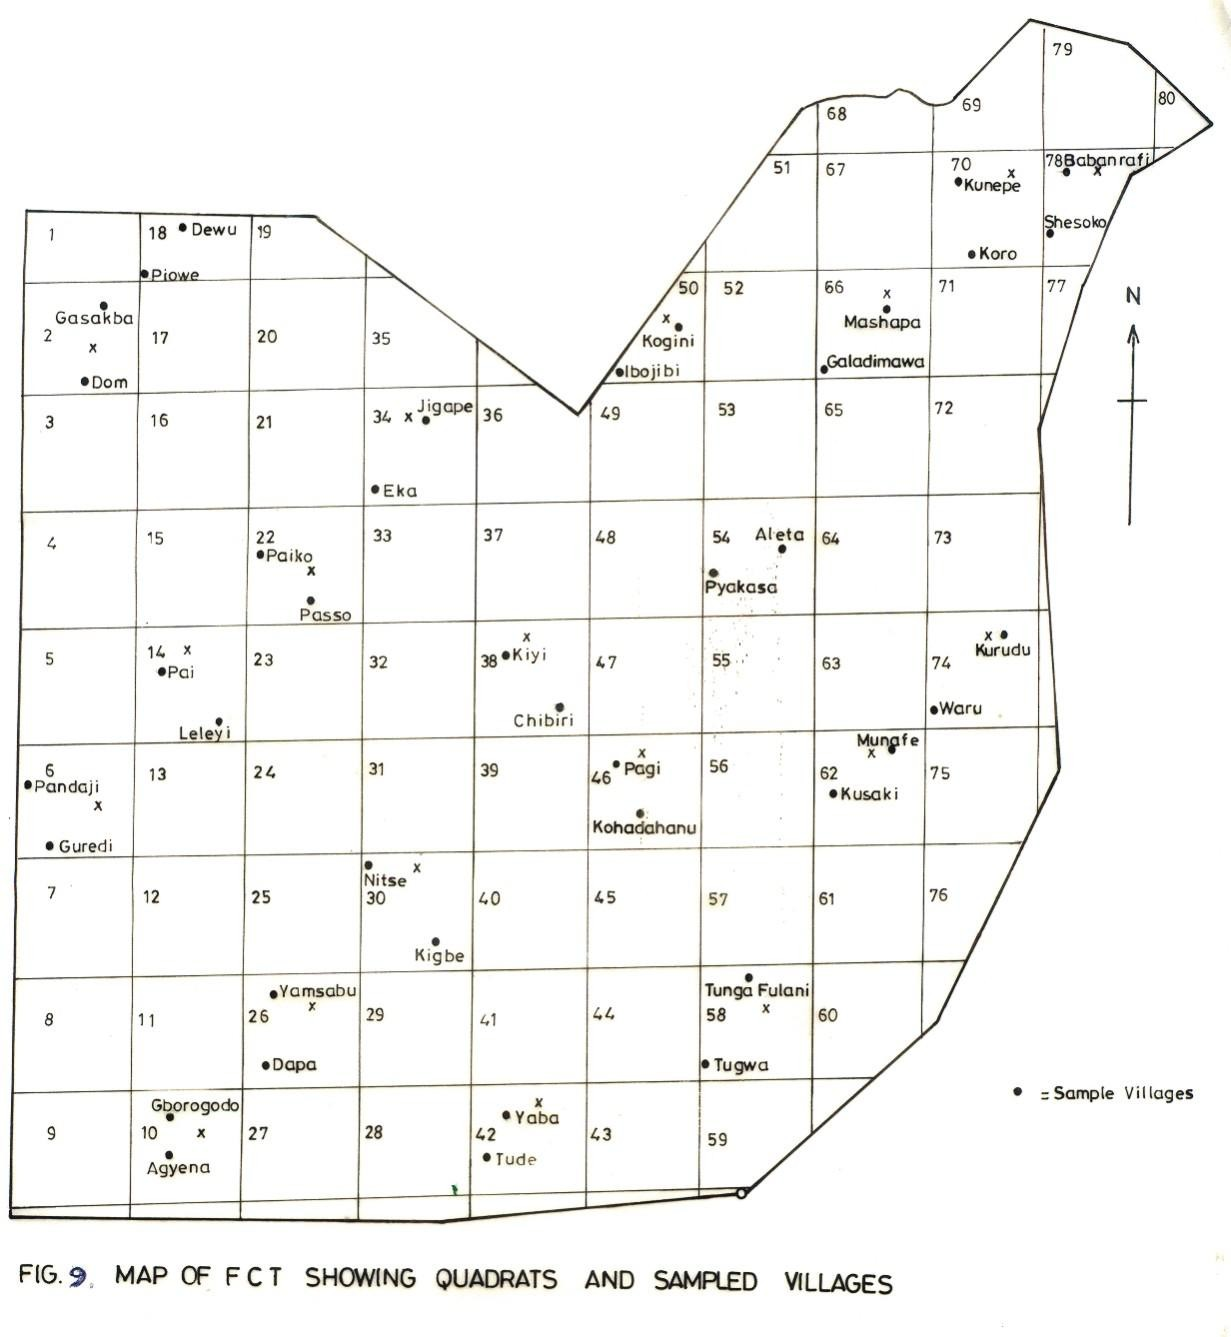 79
80
68
69
51
67
70
x
78
Babanrafi
x
Kunepe
Shesoko
Koro
1
18
Dewu
19
Piowe
50
52
66
x
71
77
N
Gasakba
2
x
17
20
35
x
Kogini
Mashapa
Dom
Ibojibi
Galadimawa
3
16
21
34
x
Jigape
36
49
53
65
72
Eka
4
15
22
33
37
48
54
Aleta
64
73
Paiko
x
Pyakasa
Passo
5
14
x
23
32
38
x
Kiyi
47
55
63
74
x
Kurudu
Pai
Leleyi
Chibiri
Waru
6
13
24
31
39
46
x
Pagi
56
Munafe
x
62
75
Pandaji
x
Kusaki
Guredi
Kohadahanu
7
12
25
Nitse
x
30
40
45
57
61
76
Kigbe
8
11
Yamsabu
26
x
29
41
44
Tunga Fulani
58
x
60
Dapa
Tugwa
= Sample Villages
9
Gborogodo
10
x
27
28
x
Yaba
42
43
59
Agyena
Tude
FIG. 9. MAP OF FCT SHOWING QUADRATS AND SAMPLED VILLAGES